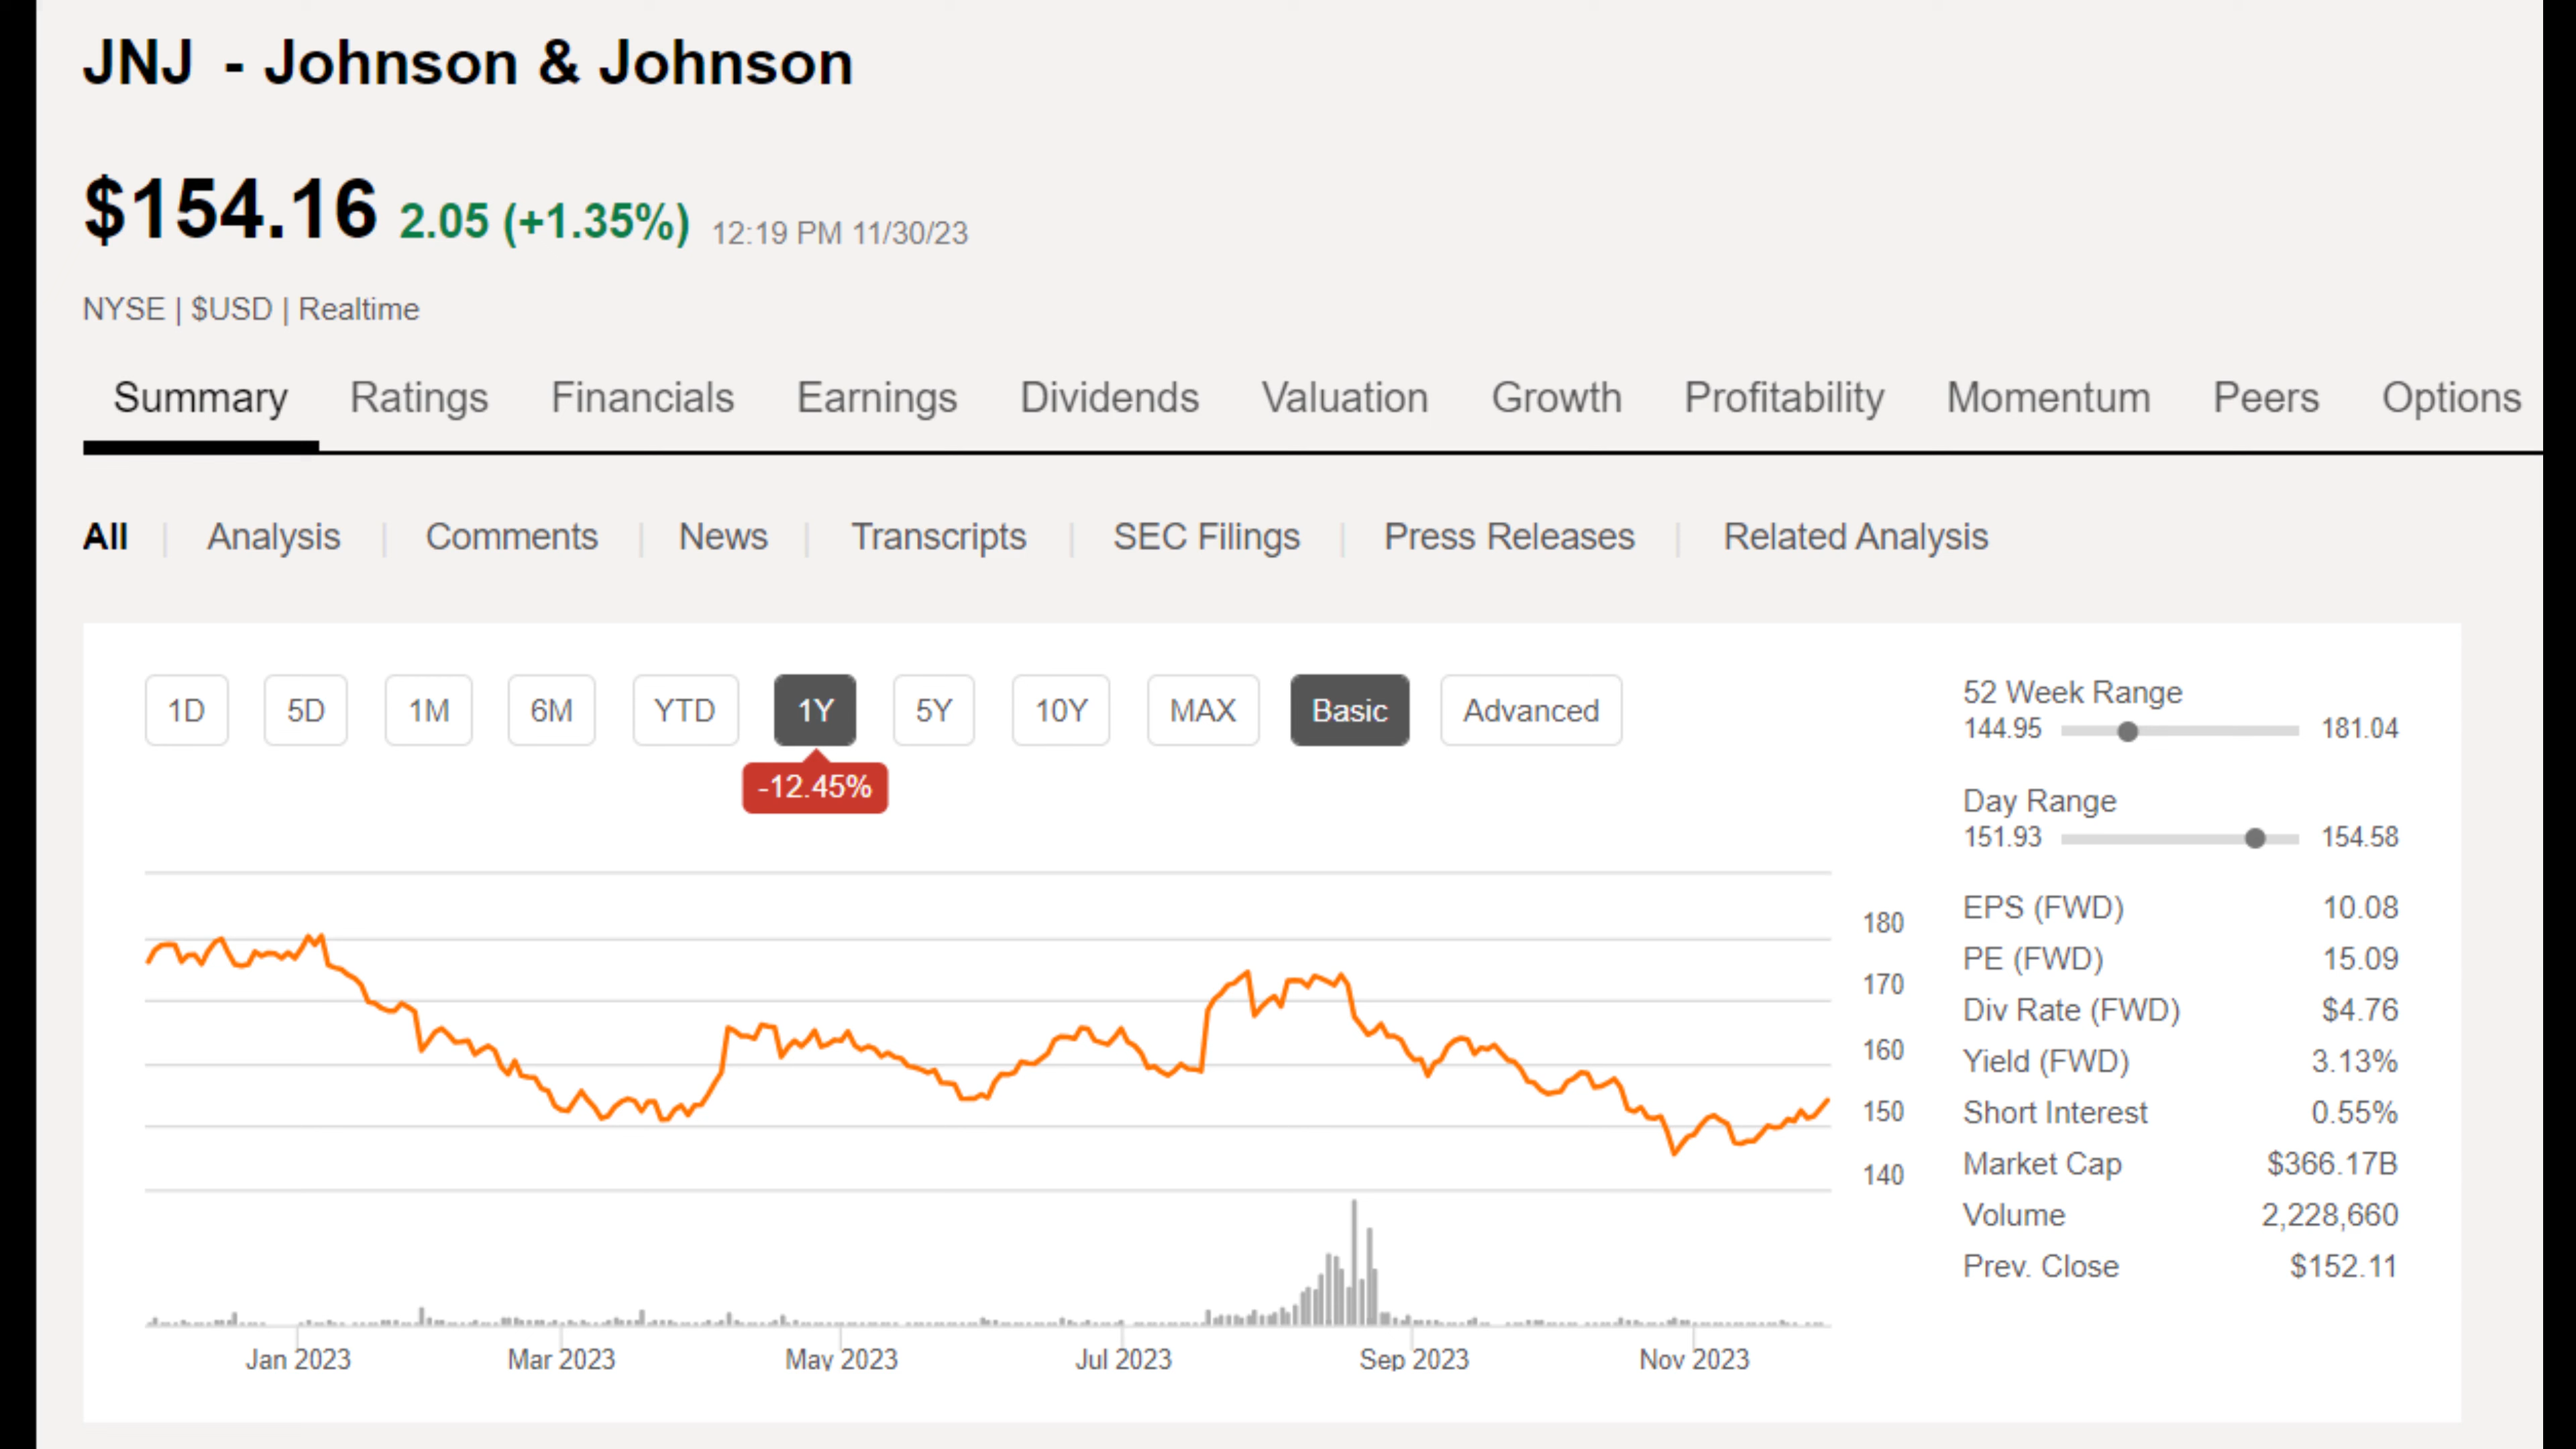 JNJ - Johnson & Johnson
$154.16 2.05 (+1.35%) 12:19 PM 11/30/23
NYSE | $USD | Realtime
Summary Ratings Financials Earnings Dividends Valuation Growth Profitability Momentum Peers Options
All | Analysis | Comments | News | Transcripts | SEC Filings | Press Releases | Related Analysis
1D 5D 1M 6M YTD 1Y 5Y 10Y MAX Basic Advanced
-12.45%
180
170
160
150
140
Jan 2023 Mar 2023 May 2023 Jul 2023 Sep 2023 Nov 2023
52 Week Range
144.95 181.04
Day Range
151.93 154.58
EPS (FWD) 10.08
PE (FWD) 15.09
Div Rate (FWD) $4.76
Yield (FWD) 3.13%
Short Interest 0.55%
Market Cap $366.17B
Volume 2,228,660
Prev. Close $152.11